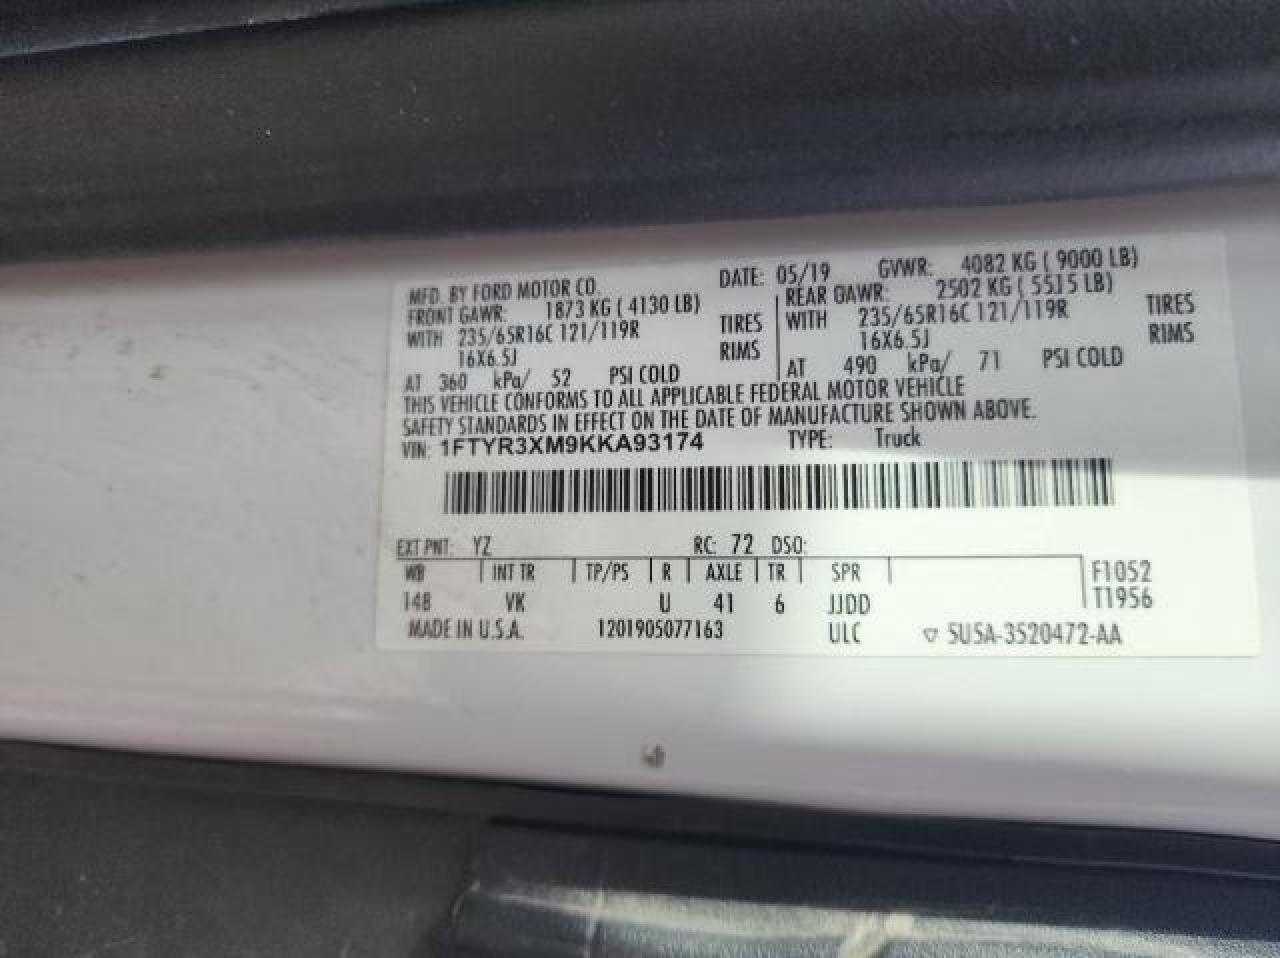 MFD. BY FORD MOTOR CO. DATE: 05/19 GVWR: 4082 KG ( 9000 LB)
FRONT GAWR: 1873 KG ( 4130 LB) REAR GAWR: 2502 KG ( 5515 LB)
WITH 235/65R16C 121/119R TIRES WITH 235/65R16C 121/119R TIRES
16X6.5J RIMS 16X6.5J RIMS
AT 360 kPa/ 52 PSI COLD AT 490 kPa/ 71 PSI COLD
THIS VEHICLE CONFORMS TO ALL APPLICABLE FEDERAL MOTOR VEHICLE
SAFETY STANDARDS IN EFFECT ON THE DATE OF MANUFACTURE SHOWN ABOVE.
VIN: 1FTYR3XM9KKA93174 TYPE: Truck
EXT PNT: YZ RC: 72 DSO:
WB INT TR TP/PS R AXLE TR SPR F1052
148 VK U 41 6 JJDD T1956
MADE IN U.S.A. 1201905077163 ULC ▽ 5U5A-3520472-AA